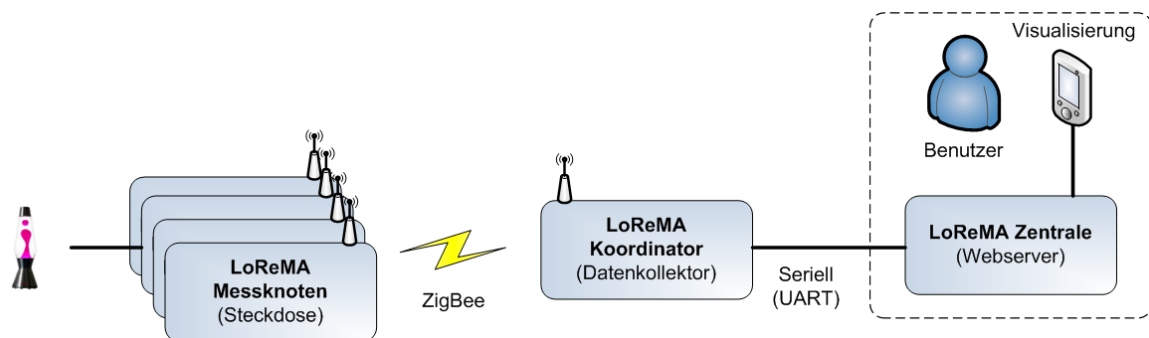 LoReMA
Messknoten
(Steckdose)
ZigBee
LoReMA
Koordinator
(Datenkollektor)
Seriell
(UART)
Benutzer
Visualisierung
LoReMA Zentrale
(Webserver)